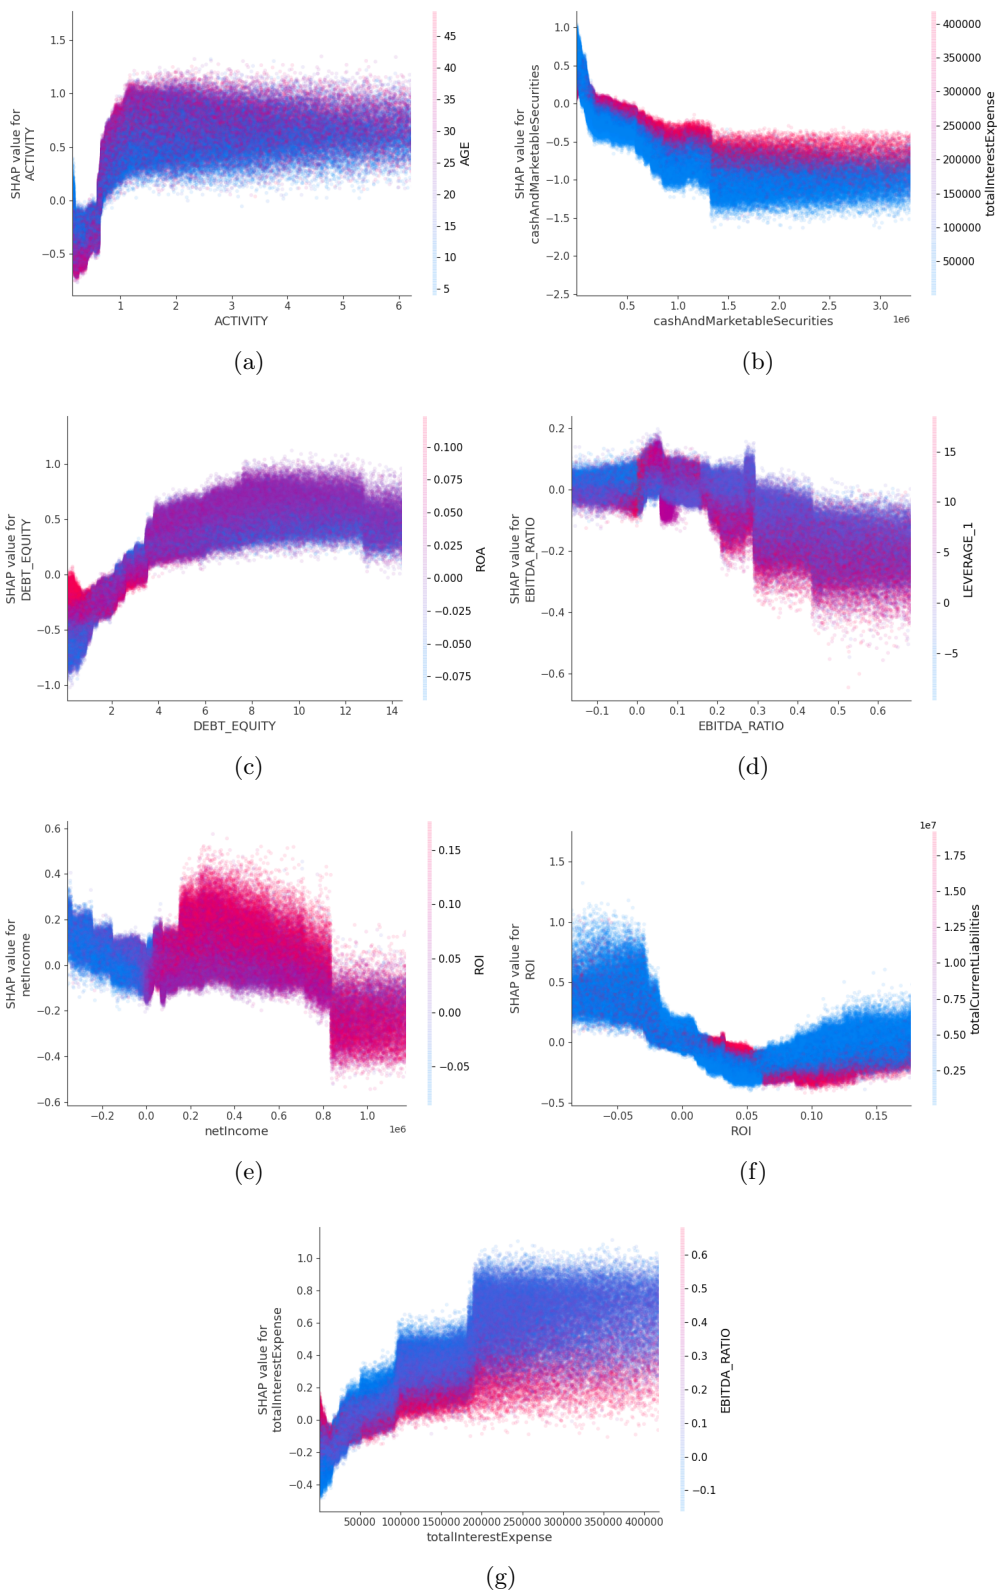 1.5
1.0
0.5
0.0
−0.5
SHAP value for
ACTIVITY
1 2 3 4 5 6
ACTIVITY
45
40
35
30
25
20
15
10
5
AGE
(a)
1.0
0.5
0.0
−0.5
−1.0
−1.5
−2.0
−2.5
SHAP value for
cashAndMarketableSecurities
0.5 1.0 1.5 2.0 2.5 3.0
1e6
cashAndMarketableSecurities
400000
350000
300000
250000
200000
150000
100000
50000
totalInterestExpense
(b)
1.0
0.5
0.0
−0.5
−1.0
SHAP value for
DEBT_EQUITY
2 4 6 8 10 12 14
DEBT_EQUITY
0.100
0.075
0.050
0.025
0.000
−0.025
−0.050
−0.075
ROA
(c)
0.2
0.0
−0.2
−0.4
−0.6
SHAP value for
EBITDA_RATIO
−0.1 0.0 0.1 0.2 0.3 0.4 0.5 0.6
EBITDA_RATIO
15
10
5
0
−5
LEVERAGE_1
(d)
0.6
0.4
0.2
0.0
−0.2
−0.4
−0.6
SHAP value for
netIncome
−0.2 0.0 0.2 0.4 0.6 0.8 1.0
1e6
netIncome
0.15
0.10
0.05
0.00
−0.05
ROI
(e)
1.5
1.0
0.5
0.0
−0.5
SHAP value for
ROI
−0.05 0.00 0.05 0.10 0.15
ROI
1e7
1.75
1.50
1.25
1.00
0.75
0.50
0.25
totalCurrentLiabilities
(f)
1.0
0.8
0.6
0.4
0.2
0.0
−0.2
−0.4
SHAP value for
totalInterestExpense
50000 100000 150000 200000 250000 300000 350000 400000
totalInterestExpense
0.6
0.5
0.4
0.3
0.2
0.1
0.0
−0.1
EBITDA_RATIO
(g)